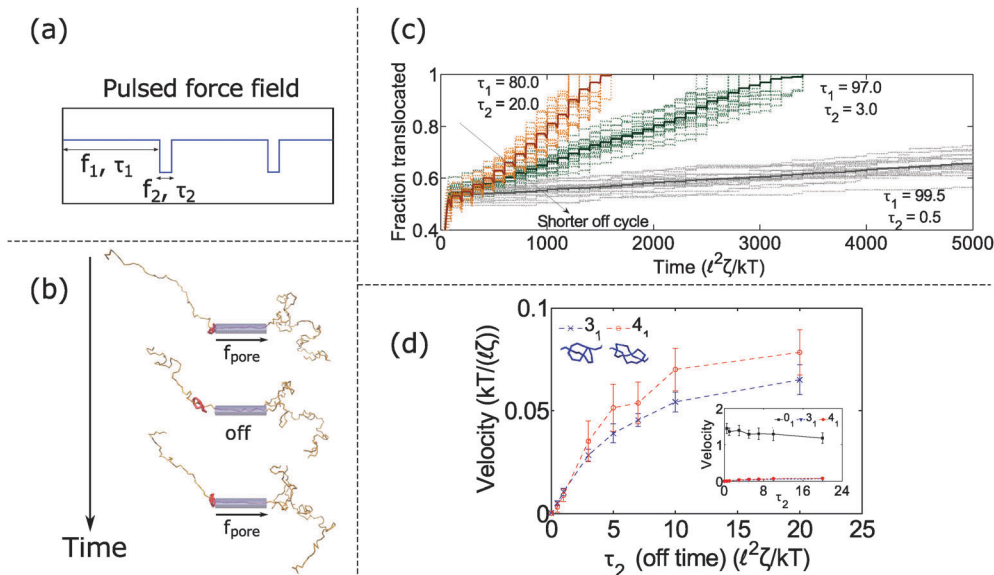 (a)
Pulsed force field
f₁, τ₁
f₂, τ₂
(b)
f_pore
off
f_pore
Time
(c)
Fraction translocated
1
0.8
0.6
0.4
τ₁ = 80.0
τ₂ = 20.0
τ₁ = 97.0
τ₂ = 3.0
τ₁ = 99.5
τ₂ = 0.5
Shorter off cycle
0 1000 2000 3000 4000 5000
Time (ℓ²ζ/kT)
(d)
Velocity (kT/(ℓζ))
0.1
0.05
0
3₁ 4₁
0 5 10 15 20 25
τ₂ (off time) (ℓ²ζ/kT)
Velocity
2
1
0
0₁ 3₁ 4₁
0 8 16 24
τ₂